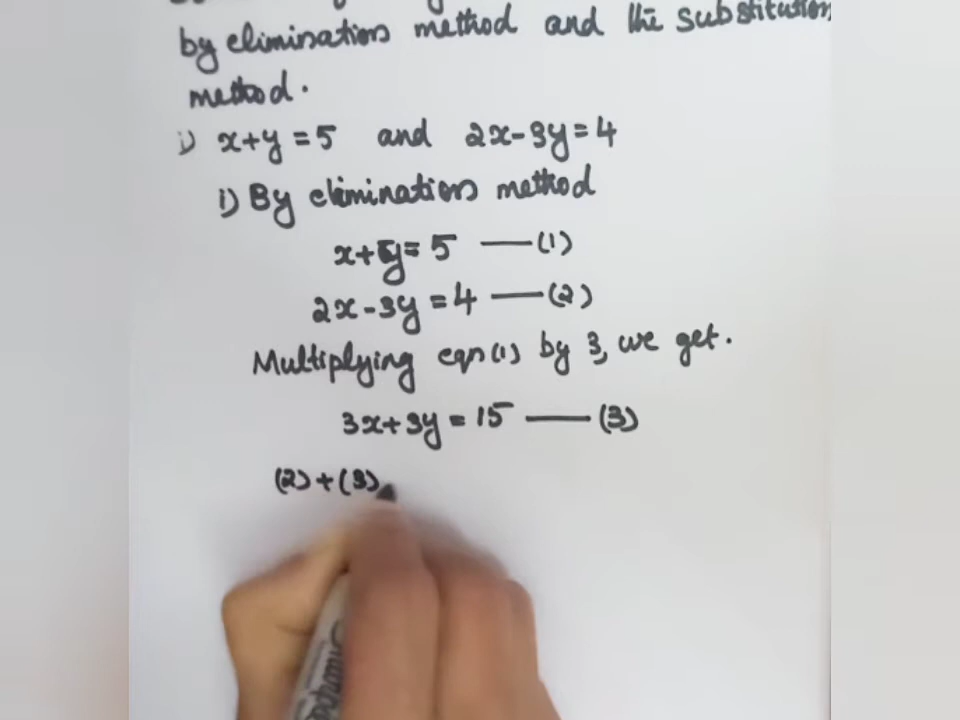 by elimination method and the substitution
method.
i) x+y=5 and 2x-3y=4
1) By elimination method
x+y=5 —(1)
2x-3y=4 —(2)
Multiplying eqn (1) by 3, we get.
3x+3y=15 —(3)
(2)+(3)